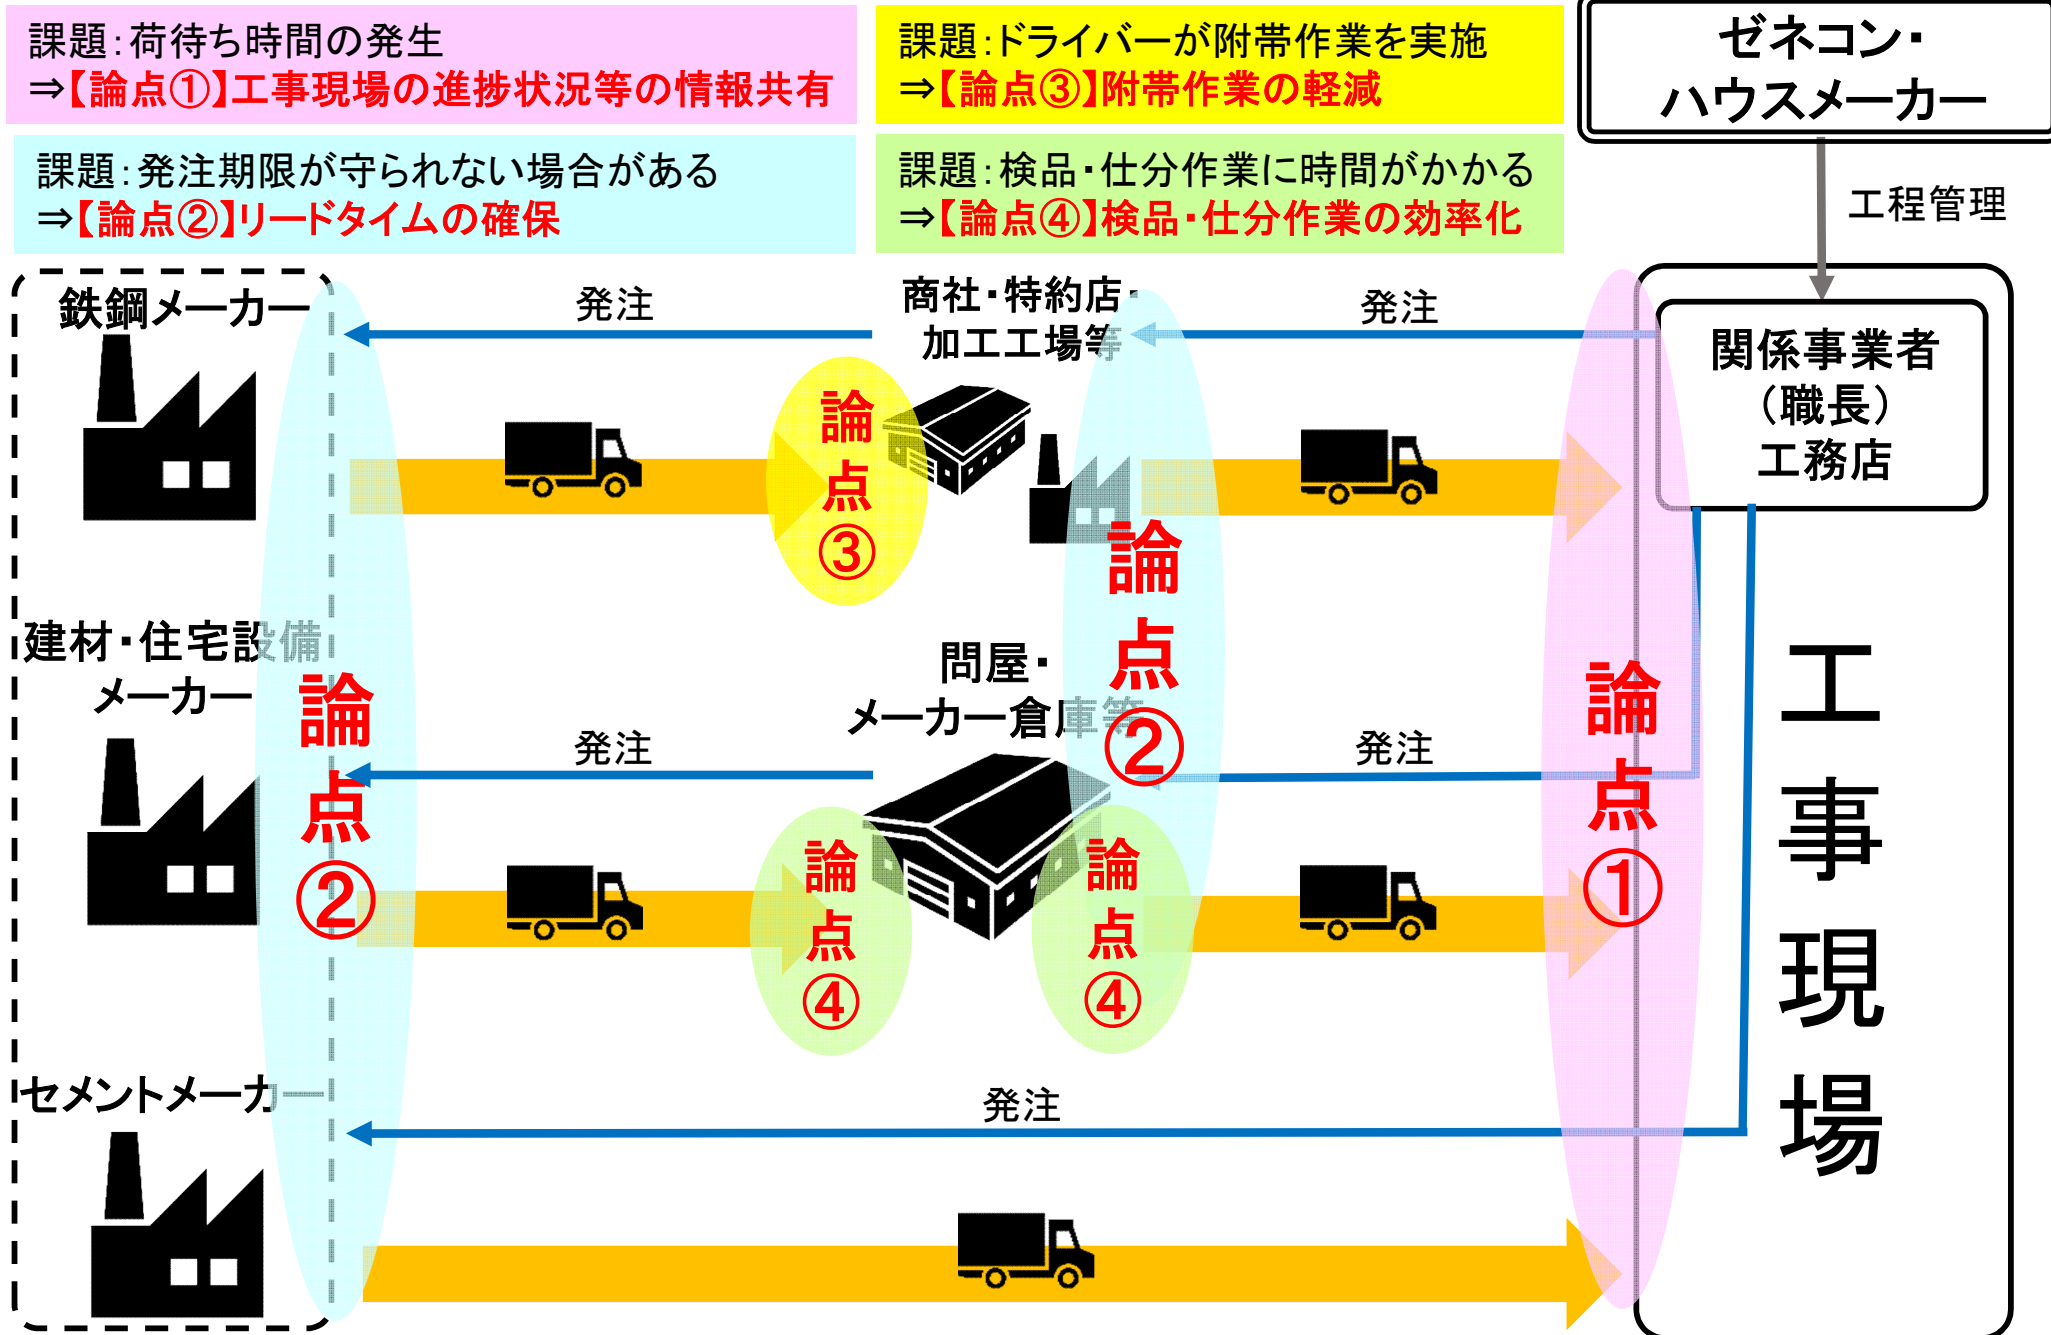 課題：荷待ち時間の発生
⇒【論点①】工事現場の進捗状況等の情報共有
課題：ドライバーが附帯作業を実施
⇒【論点③】附帯作業の軽減
課題：発注期限が守られない場合がある
⇒【論点②】リードタイムの確保
課題：検品・仕分作業に時間がかかる
⇒【論点④】検品・仕分作業の効率化
ゼネコン・
ハウスメーカー
工程管理
鉄鋼メーカー
発注
商社・特約店・
加工工場等
発注
関係事業者
（職長）
工務店
論点③
論点②
建材・住宅設備
メーカー
論点②
発注
問屋・
メーカー倉庫等
発注
論点①
論点④
論点④
工事現場
セメントメーカー
発注